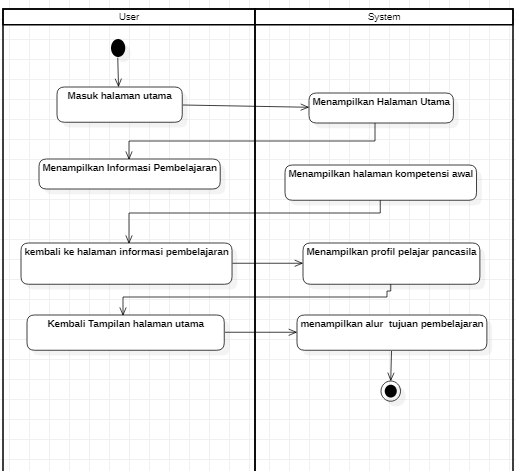 User
System
Masuk halaman utama
Menampilkan Halaman Utama
Menampilkan Informasi Pembelajaran
Menampilkan halaman kompetensi awal
kembali ke halaman informasi pembelajaran
Menampilkan profil pelajar pancasila
Kembali Tampilan halaman utama
menampilkan alur  tujuan pembelajaran